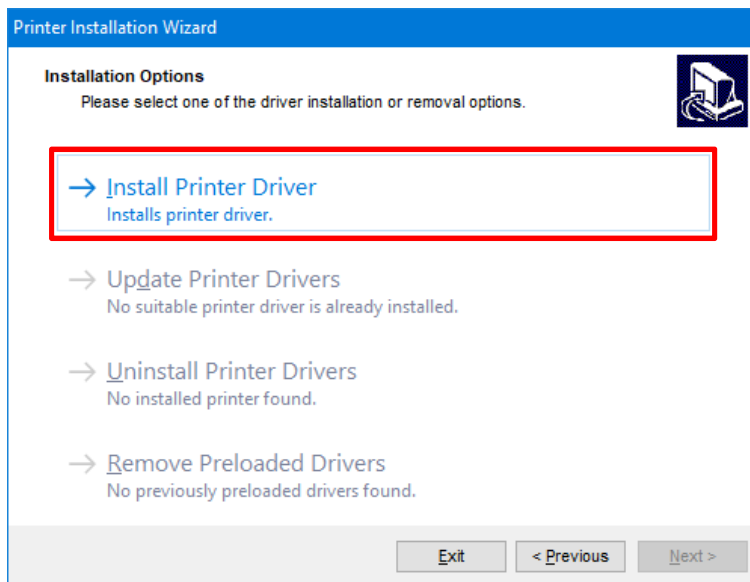 Printer Installation Wizard
Installation Options
Please select one of the driver installation or removal options.
Install Printer Driver
Installs printer driver.
Update Printer Drivers
No suitable printer driver is already installed.
Uninstall Printer Drivers
No installed printer found.
Remove Preloaded Drivers
No previously preloaded drivers found.
Exit < Previous Next >